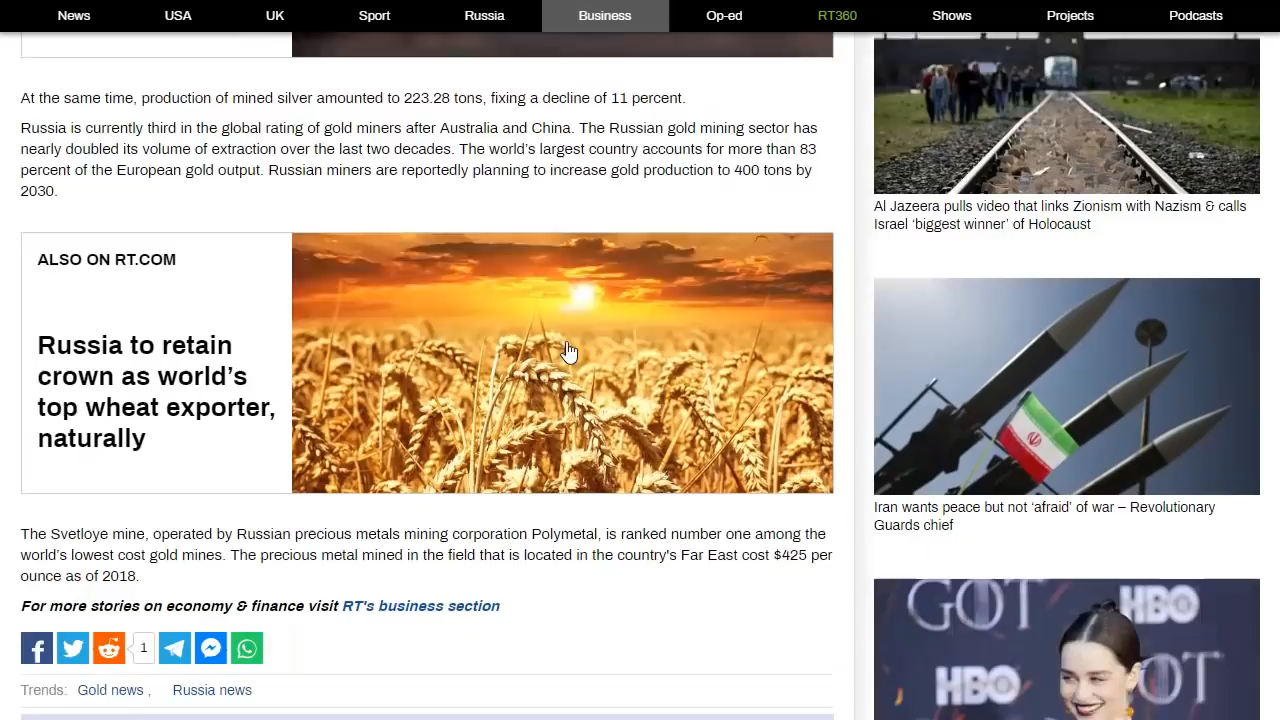 News USA UK Sport Russia Business Op-ed RT360 Shows Projects Podcasts
At the same time, production of mined silver amounted to 223.28 tons, fixing a decline of 11 percent.
Russia is currently third in the global rating of gold miners after Australia and China. The Russian gold mining sector has
nearly doubled its volume of extraction over the last two decades. The world's largest country accounts for more than 83
percent of the European gold output. Russian miners are reportedly planning to increase gold production to 400 tons by
2030.
ALSO ON RT.COM
Russia to retain
crown as world's
top wheat exporter,
naturally
The Svetloye mine, operated by Russian precious metals mining corporation Polymetal, is ranked number one among the
world's lowest cost gold mines. The precious metal mined in the field that is located in the country's Far East cost $425 per
ounce as of 2018.
For more stories on economy & finance visit RT's business section
1
Trends: Gold news , Russia news
Al Jazeera pulls video that links Zionism with Nazism & calls
Israel ‘biggest winner’ of Holocaust
Iran wants peace but not ‘afraid’ of war – Revolutionary
Guards chief
GOT HBO
HBO GOT